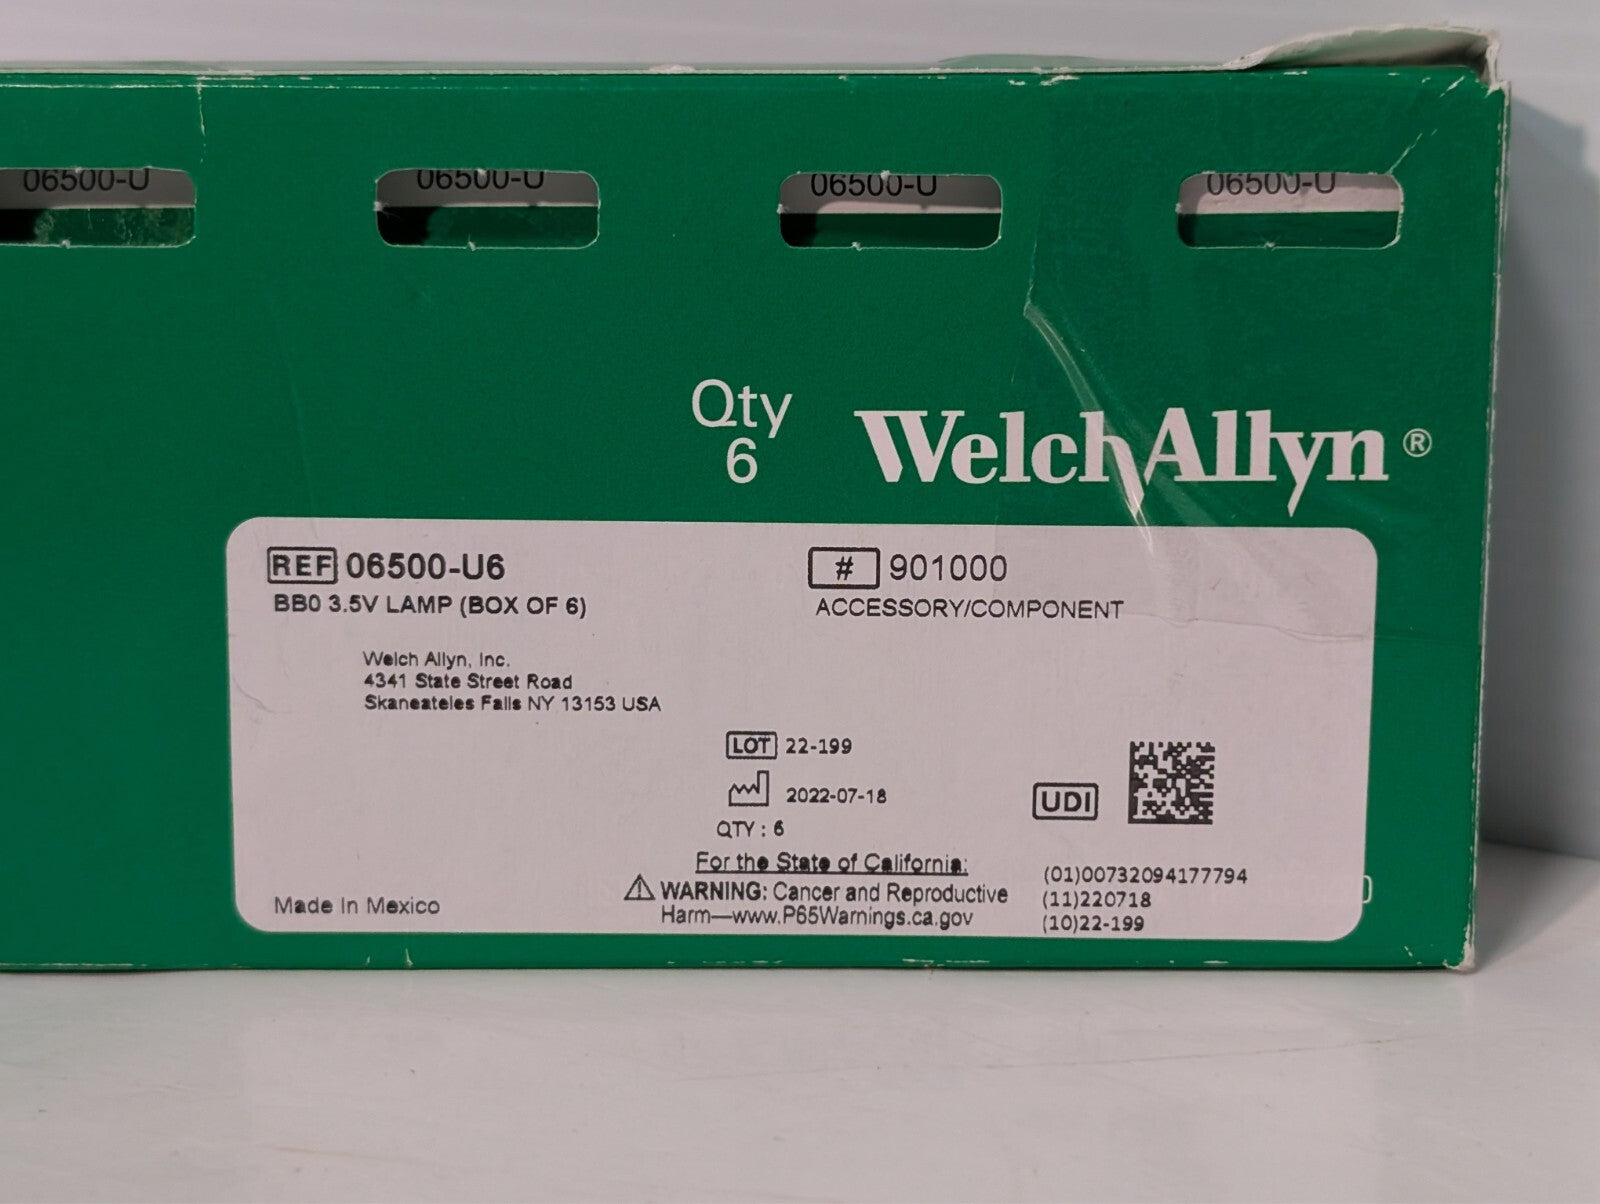 06500-U 06500-U 06500-U 06500-U
Qty
6
WelchAllyn®
REF 06500-U6
BB0 3.5V LAMP (BOX OF 6)
# 901000
ACCESSORY/COMPONENT
Welch Allyn, Inc.
4341 State Street Road
Skaneateles Falls NY 13153 USA
LOT 22-199
2022-07-18
QTY : 6
UDI
For the State of California:
⚠ WARNING: Cancer and Reproductive
Harm—www.P65Warnings.ca.gov
(01)00732094177794
(11)220718
(10)22-199
Made In Mexico